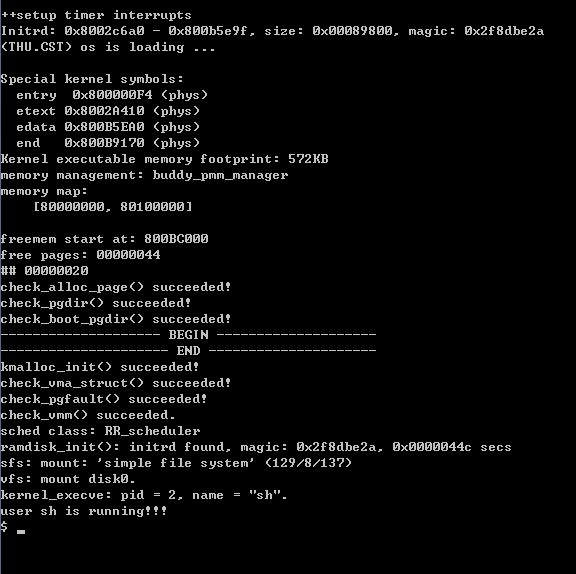 ++setup timer interrupts
Initrd: 0x8002c6a0 - 0x800b5e9f, size: 0x00089800, magic: 0x2f8dbe2a
(THU.CST) os is loading ...
Special kernel symbols:
  entry  0x800000F4 (phys)
  etext 0x8002A410 (phys)
  edata 0x800B5EA0 (phys)
  end   0x800B9170 (phys)
Kernel executable memory footprint: 572KB
memory management: buddy_pmm_manager
memory map:
    [80000000, 80100000]
freemem start at: 800BC000
free pages: 00000044
## 00000020
check_alloc_page() succeeded!
check_pgdir() succeeded!
check_boot_pgdir() succeeded!
-------------------- BEGIN --------------------
--------------------- END ---------------------
kmalloc_init() succeeded!
check_vma_struct() succeeded!
check_pgfault() succeeded!
check_vmm() succeeded.
sched class: RR_scheduler
ramdisk_init(): initrd found, magic: 0x2f8dbe2a, 0x0000044c secs
sfs: mount: 'simple file system' (129/8/137)
vfs: mount disk0.
kernel_execve: pid = 2, name = "sh".
user sh is running!!!
$ _